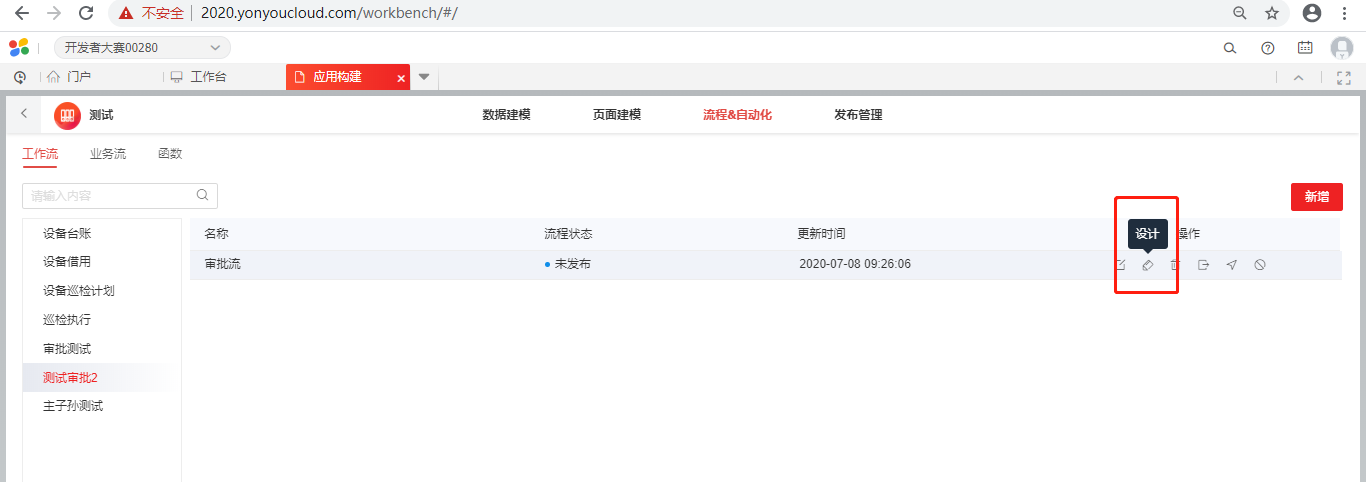 不安全 2020.yonyoucloud.com/workbench/#/
开发者大赛00280
门户 工作台 应用构建
测试 数据建模 页面建模 流程&自动化 发布管理
工作流 业务流 函数
请输入内容 新增
设备台账
设备借用
设备巡检计划
巡检执行
审批测试
测试审批2
主子孙测试
设计
名称 流程状态 更新时间 操作
审批流 未发布 2020-07-08 09:26:06